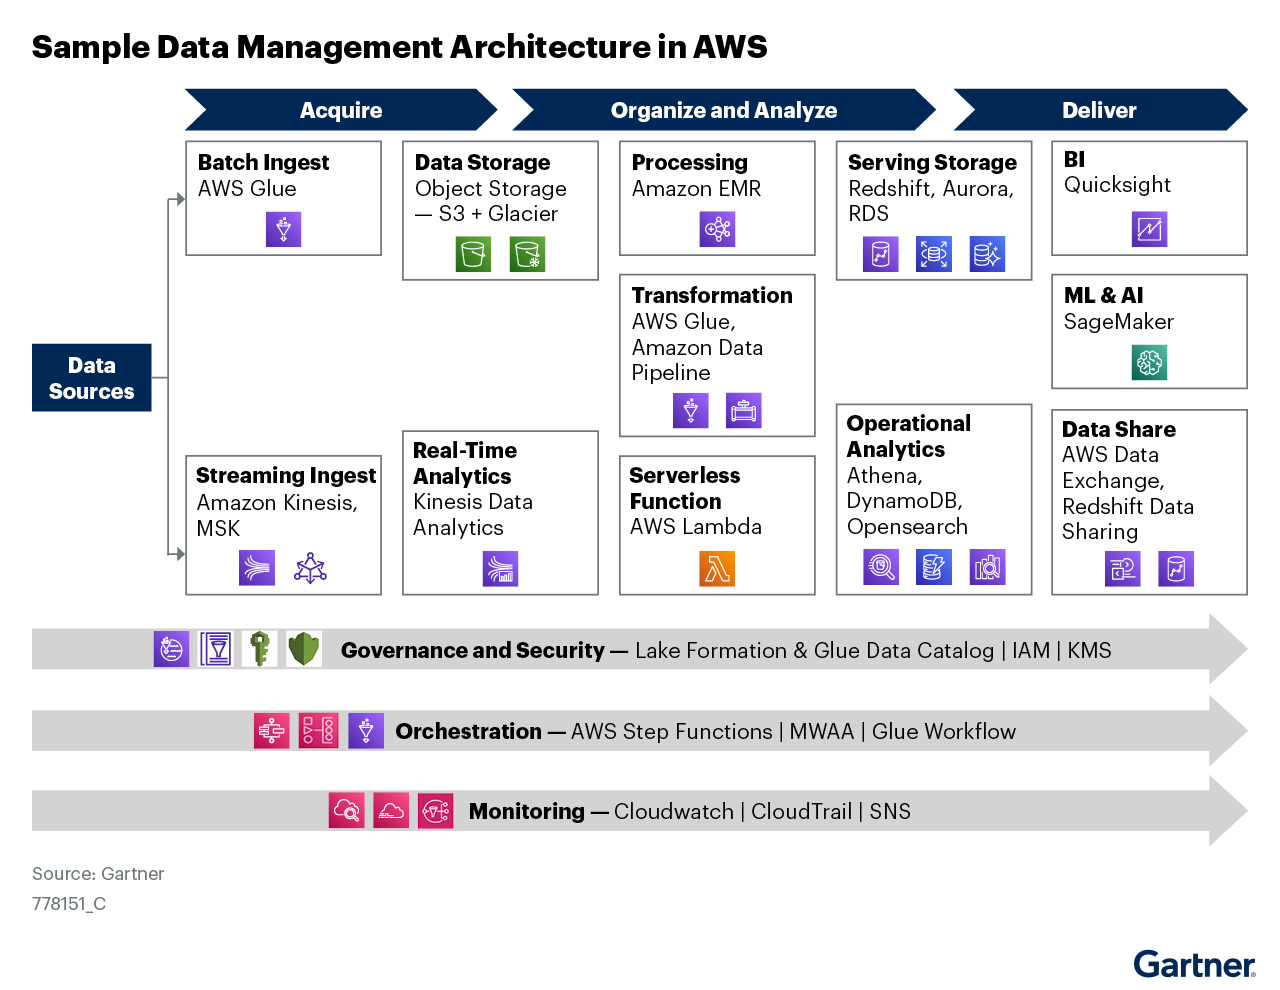 Sample Data Management Architecture in AWS
Acquire
Organize and Analyze
Deliver
Data
Sources
Batch Ingest
AWS Glue
Streaming Ingest
Amazon Kinesis,
MSK
Data Storage
Object Storage
— S3 + Glacier
Real-Time
Analytics
Kinesis Data
Analytics
Processing
Amazon EMR
Transformation
AWS Glue,
Amazon Data
Pipeline
Serverless
Function
AWS Lambda
Serving Storage
Redshift, Aurora,
RDS
Operational
Analytics
Athena,
DynamoDB,
Opensearch
BI
Quicksight
ML & AI
SageMaker
Data Share
AWS Data
Exchange,
Redshift Data
Sharing
Governance and Security — Lake Formation & Glue Data Catalog | IAM | KMS
Orchestration — AWS Step Functions | MWAA | Glue Workflow
Monitoring — Cloudwatch | CloudTrail | SNS
Source: Gartner
778151_C
Gartner®